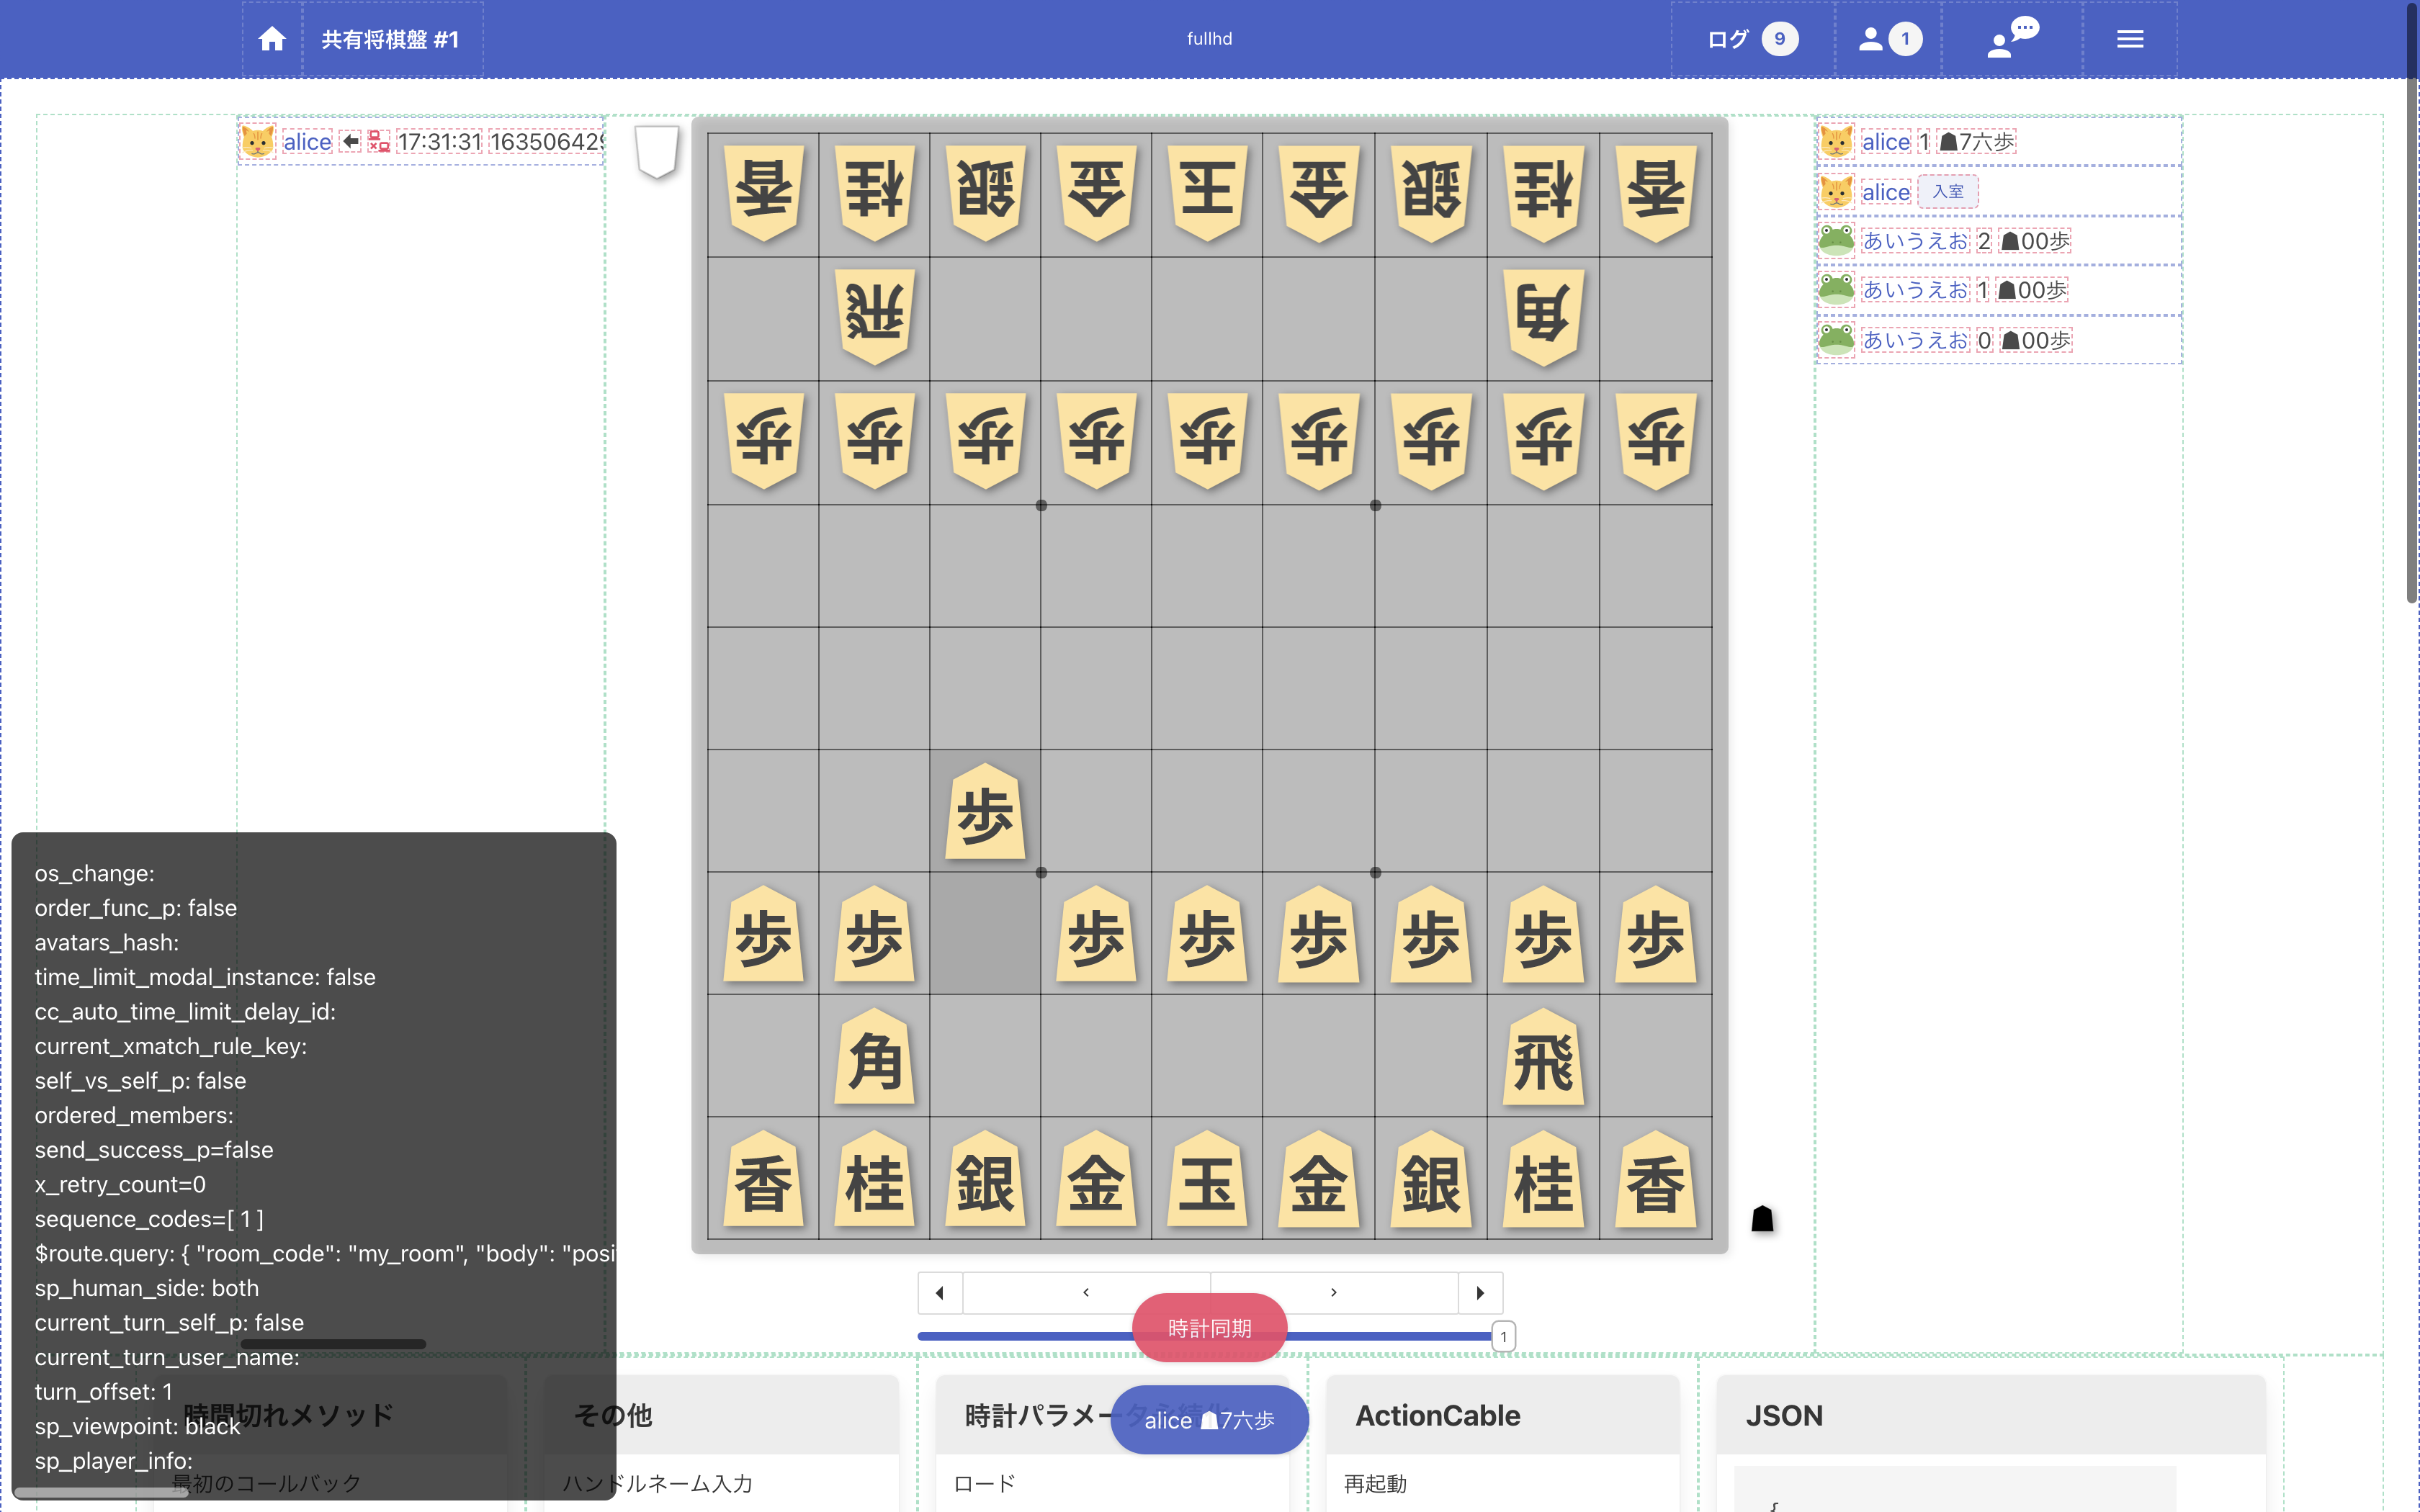 共有将棋盤 #1
fullhd
ログ 9
1
alice 17:31:31 163506429
alice 1 ☗7六歩
alice 入室
あいうえお 2 ☗00歩
あいうえお 1 ☗00歩
あいうえお 0 ☗00歩
香 桂 銀 金 玉 金 銀 桂 香
飛 角
歩 歩 歩 歩 歩 歩 歩 歩 歩
歩
歩 歩 歩 歩 歩 歩 歩 歩
角 飛
香 桂 銀 金 玉 金 銀 桂 香
1
時計同期
alice ☗7六歩
os_change:
order_func_p: false
avatars_hash:
time_limit_modal_instance: false
cc_auto_time_limit_delay_id:
current_xmatch_rule_key:
self_vs_self_p: false
ordered_members:
send_success_p=false
x_retry_count=0
sequence_codes=[ 1 ]
$route.query: { "room_code": "my_room", "body": "posi
sp_human_side: both
current_turn_self_p: false
current_turn_user_name:
turn_offset: 1
sp_viewpoint: black
sp_player_info:
時間切れメソッド
最初のコールバック
その他
ハンドルネーム入力
時計パラメー
ロード
ActionCable
再起動
JSON
{